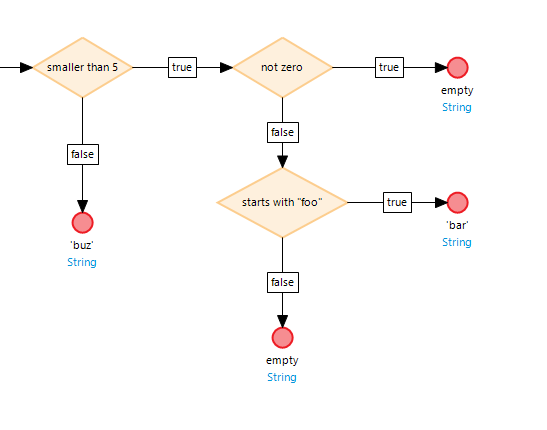 smaller than 5
true
not zero
true
empty
String
false
false
starts with "foo"
true
'bar'
String
'buz'
String
false
empty
String